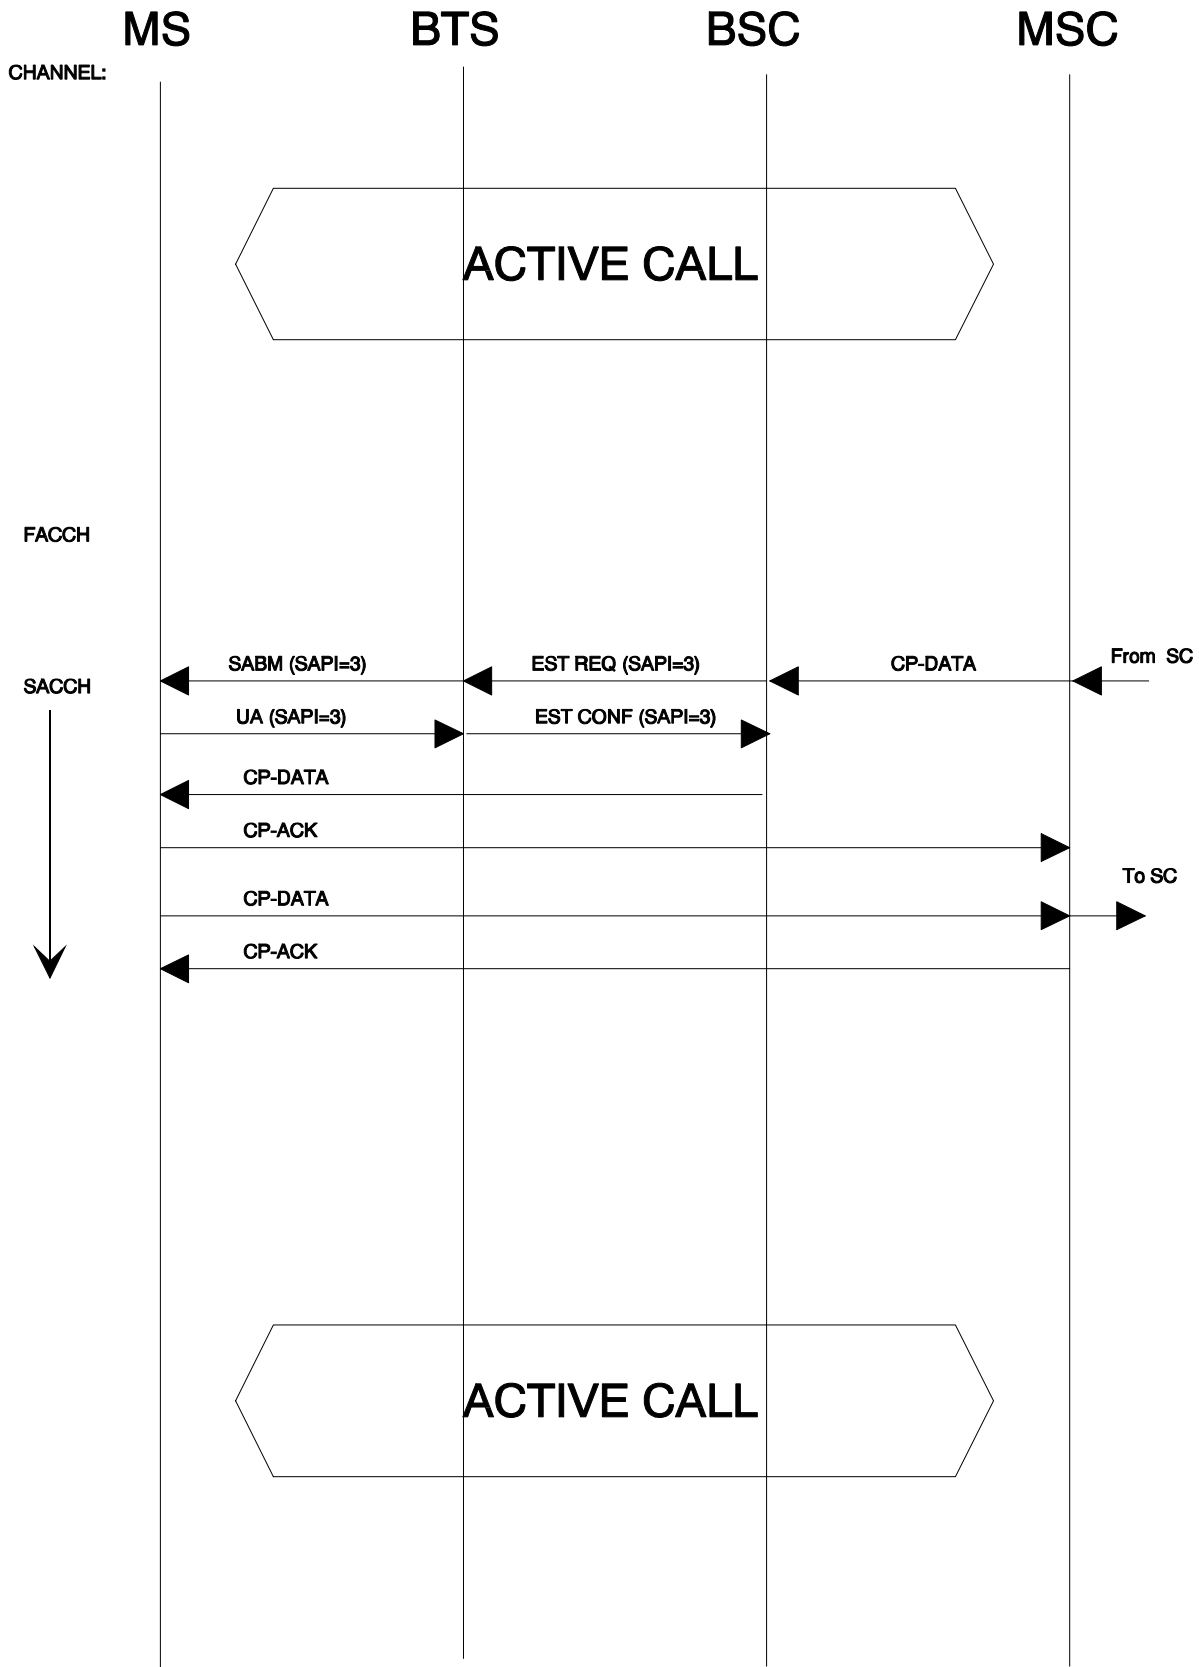 MS BTS BSC MSC
CHANNEL:
ACTIVE CALL
FACCH
SABM (SAPI=3) EST REQ (SAPI=3) CP-DATA From SC
SACCH
UA (SAPI=3) EST CONF (SAPI=3)
CP-DATA
CP-ACK
To SC
CP-DATA
CP-ACK
ACTIVE CALL